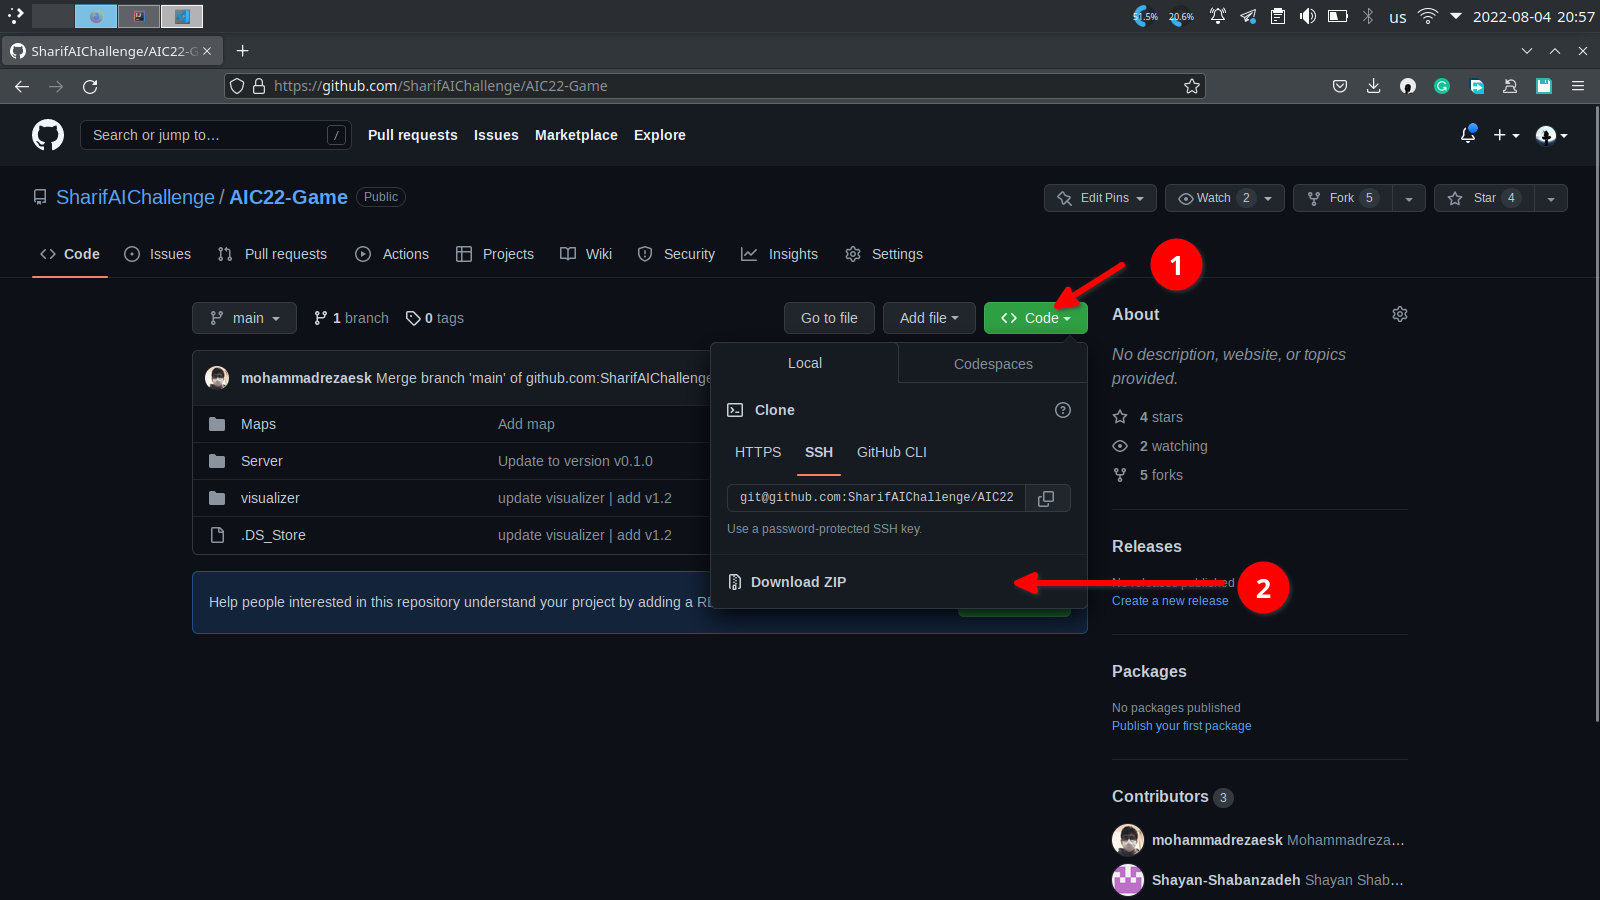 51.5% 20.6% us 2022-08-04 20:57
SharifAIChallenge/AIC22-G
https://github.com/SharifAIChallenge/AIC22-Game
Search or jump to… / Pull requests Issues Marketplace Explore
SharifAIChallenge / AIC22-Game Public Edit Pins Watch 2 Fork 5 Star 4
Code Issues Pull requests Actions Projects Wiki Security Insights Settings
1
main 1 branch 0 tags Go to file Add file Code
About
No description, website, or topics
provided.
4 stars
2 watching
5 forks
Local Codespaces
mohammadrezaesk Merge branch 'main' of github.com:SharifAIChallenge
Clone
Maps Add map
HTTPS SSH GitHub CLI
Server Update to version v0.1.0
visualizer update visualizer | add v1.2
git@github.com:SharifAIChallenge/AIC22
Use a password-protected SSH key.
.DS_Store update visualizer | add v1.2
Releases
Download ZIP
No releases published
2
Create a new release
Help people interested in this repository understand your project by adding a RE
Packages
No packages published
Publish your first package
Contributors 3
mohammadrezaesk Mohammadreza…
Shayan-Shabanzadeh Shayan Shab…